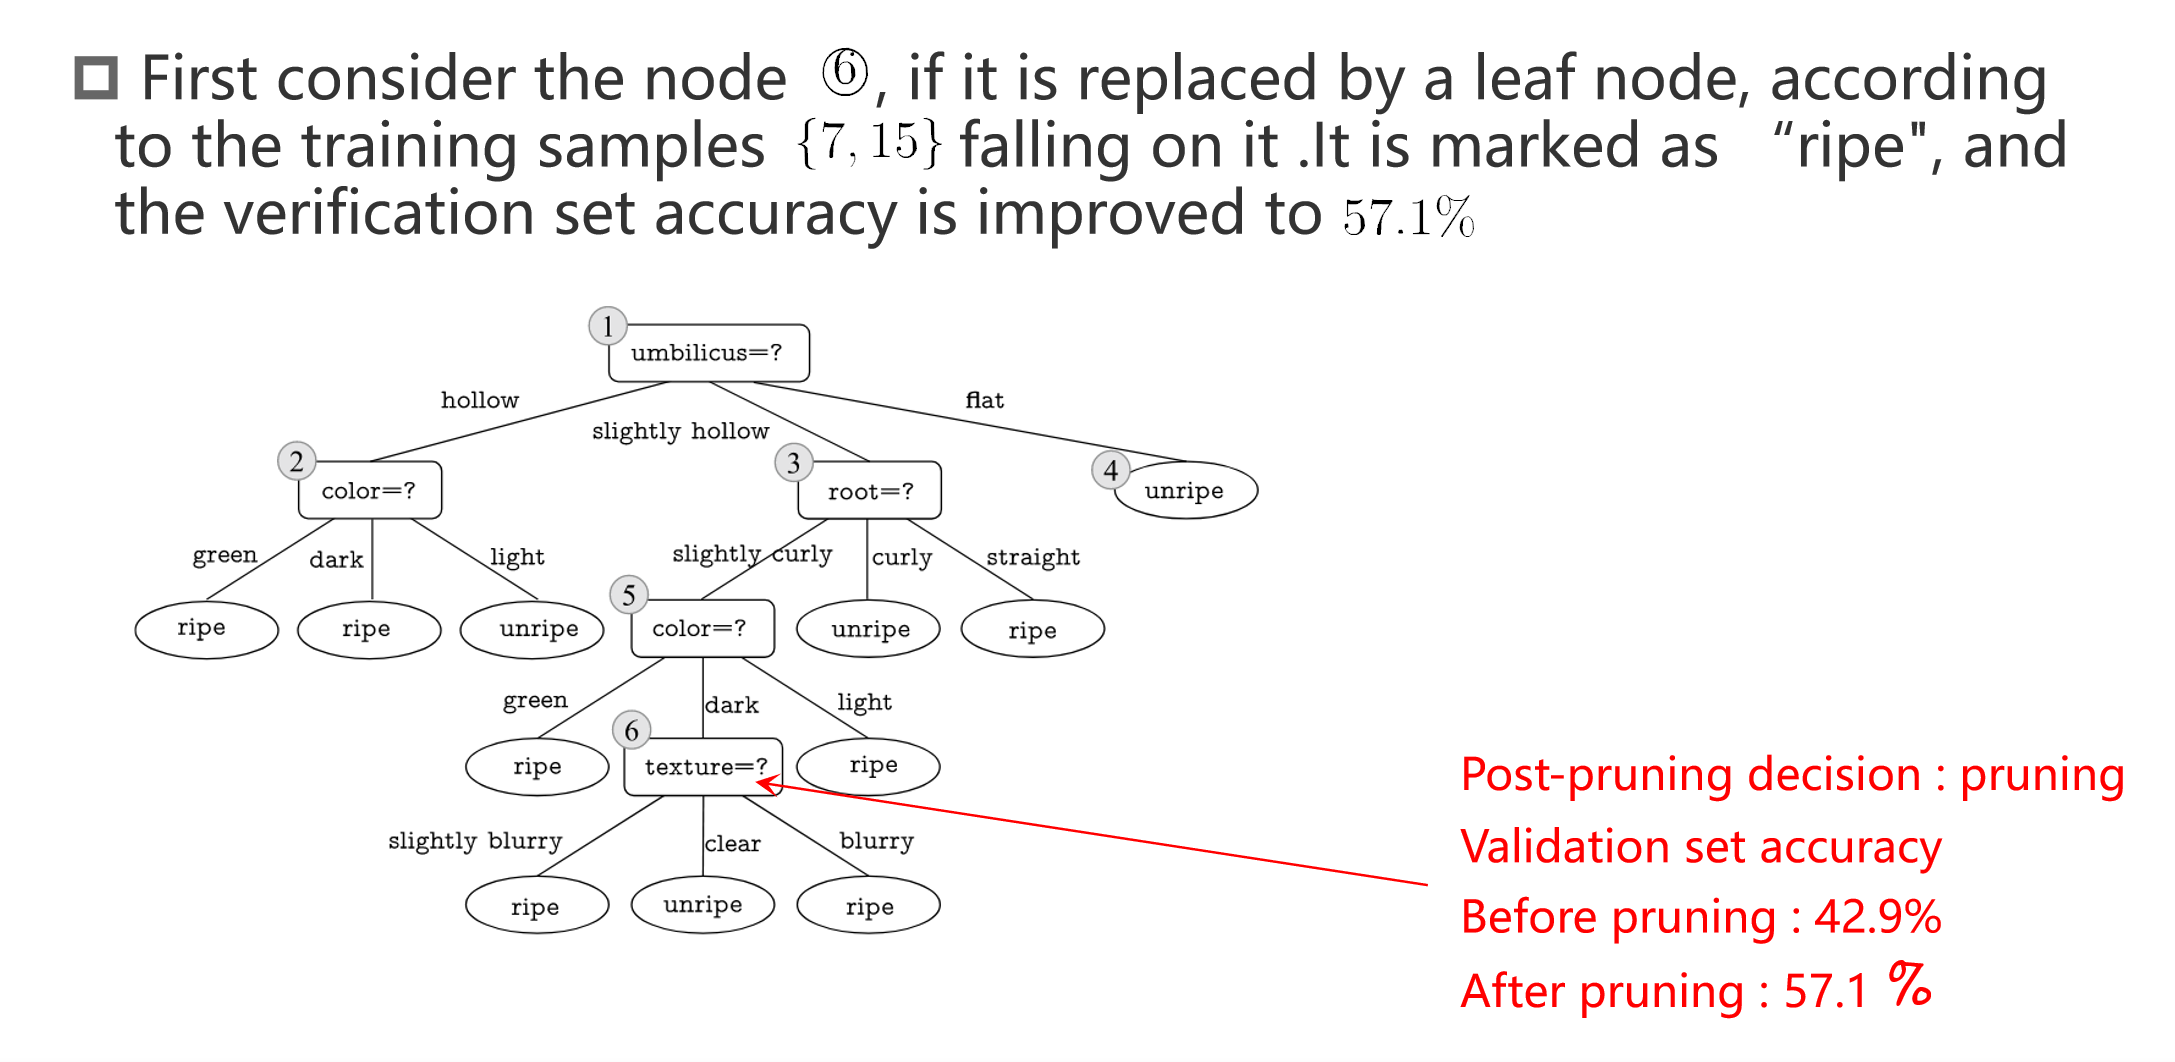 First consider the node ⑥, if it is replaced by a leaf node, according
to the training samples {7, 15} falling on it .It is marked as “ripe", and
the verification set accuracy is improved to 57.1%
1
umbilicus=?
hollow
slightly hollow
flat
2
color=?
3
root=?
4
unripe
green
dark
light
slightly curly
curly
straight
ripe
ripe
unripe
5
color=?
unripe
ripe
green
dark
light
ripe
6
texture=?
ripe
slightly blurry
clear
blurry
ripe
unripe
ripe
Post-pruning decision : pruning
Validation set accuracy
Before pruning : 42.9%
After pruning : 57.1 %